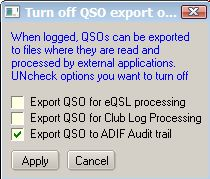 Turn off QSO export o...
When logged, QSOs can be exported
to files where they are read and
processed by external applications.
UNcheck options you want to turn off
Export QSO for eQSL processing
Export QSO for Club Log Processing
Export QSO to ADIF Audit trail
Apply
Cancel